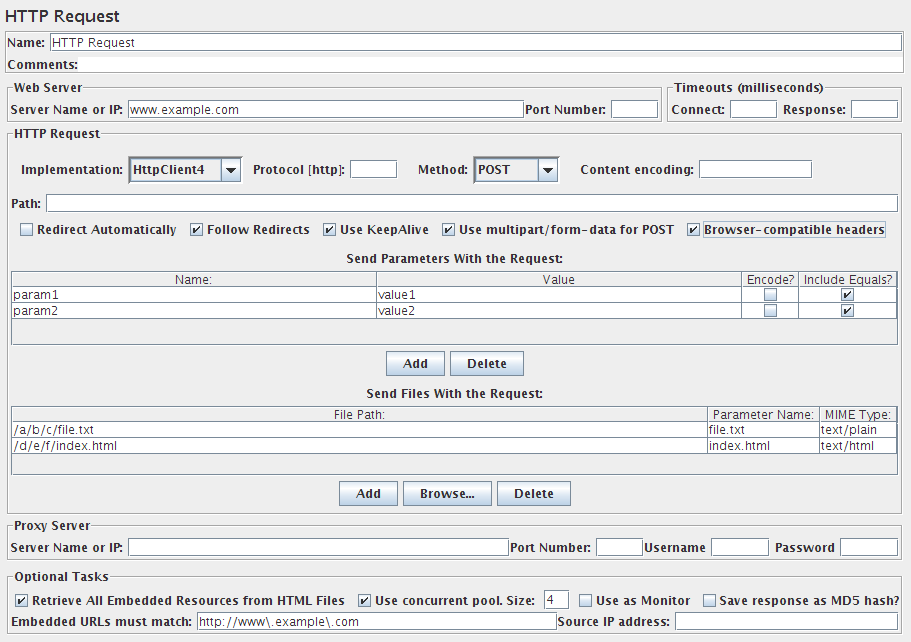 HTTP Request
Name: HTTP Request
Comments:
Web Server
Timeouts (milliseconds)
Server Name or IP: www.example.com Port Number:
Connect: Response:
HTTP Request
Implementation: HttpClient4 Protocol [http]: Method: POST Content encoding:
Path:
Redirect Automatically Follow Redirects Use KeepAlive Use multipart/form-data for POST Browser-compatible headers
Send Parameters With the Request:
Name: Value Encode? Include Equals?
param1 value1
param2 value2
Add Delete
Send Files With the Request:
File Path: Parameter Name: MIME Type:
/a/b/c/file.txt file.txt text/plain
/d/e/f/index.html index.html text/html
Add Browse... Delete
Proxy Server
Server Name or IP: Port Number: Username Password
Optional Tasks
Retrieve All Embedded Resources from HTML Files Use concurrent pool. Size: 4 Use as Monitor Save response as MD5 hash?
Embedded URLs must match: http://www\.example\.com Source IP address: